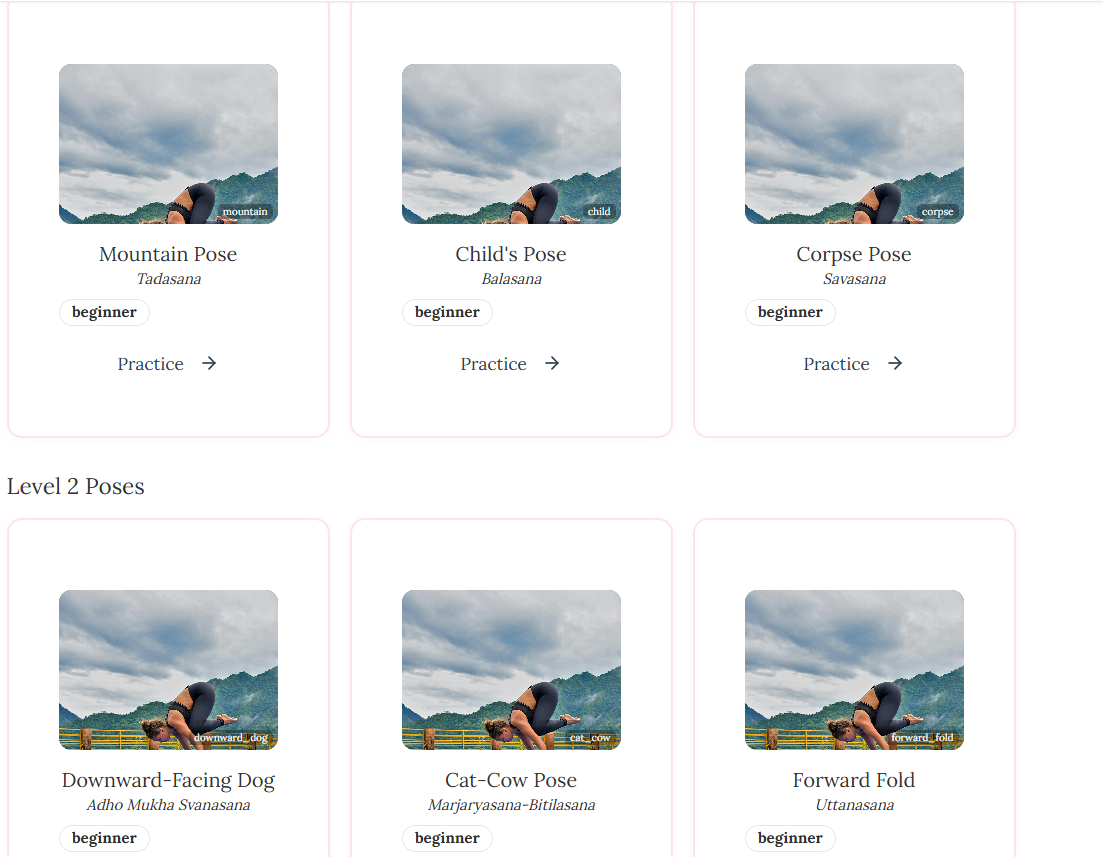 mountain
Mountain Pose
Tadasana
beginner
Practice
child
Child's Pose
Balasana
beginner
Practice
corpse
Corpse Pose
Savasana
beginner
Practice
Level 2 Poses
downward_dog
Downward-Facing Dog
Adho Mukha Svanasana
beginner
cat_cow
Cat-Cow Pose
Marjaryasana-Bitilasana
beginner
forward_fold
Forward Fold
Uttanasana
beginner